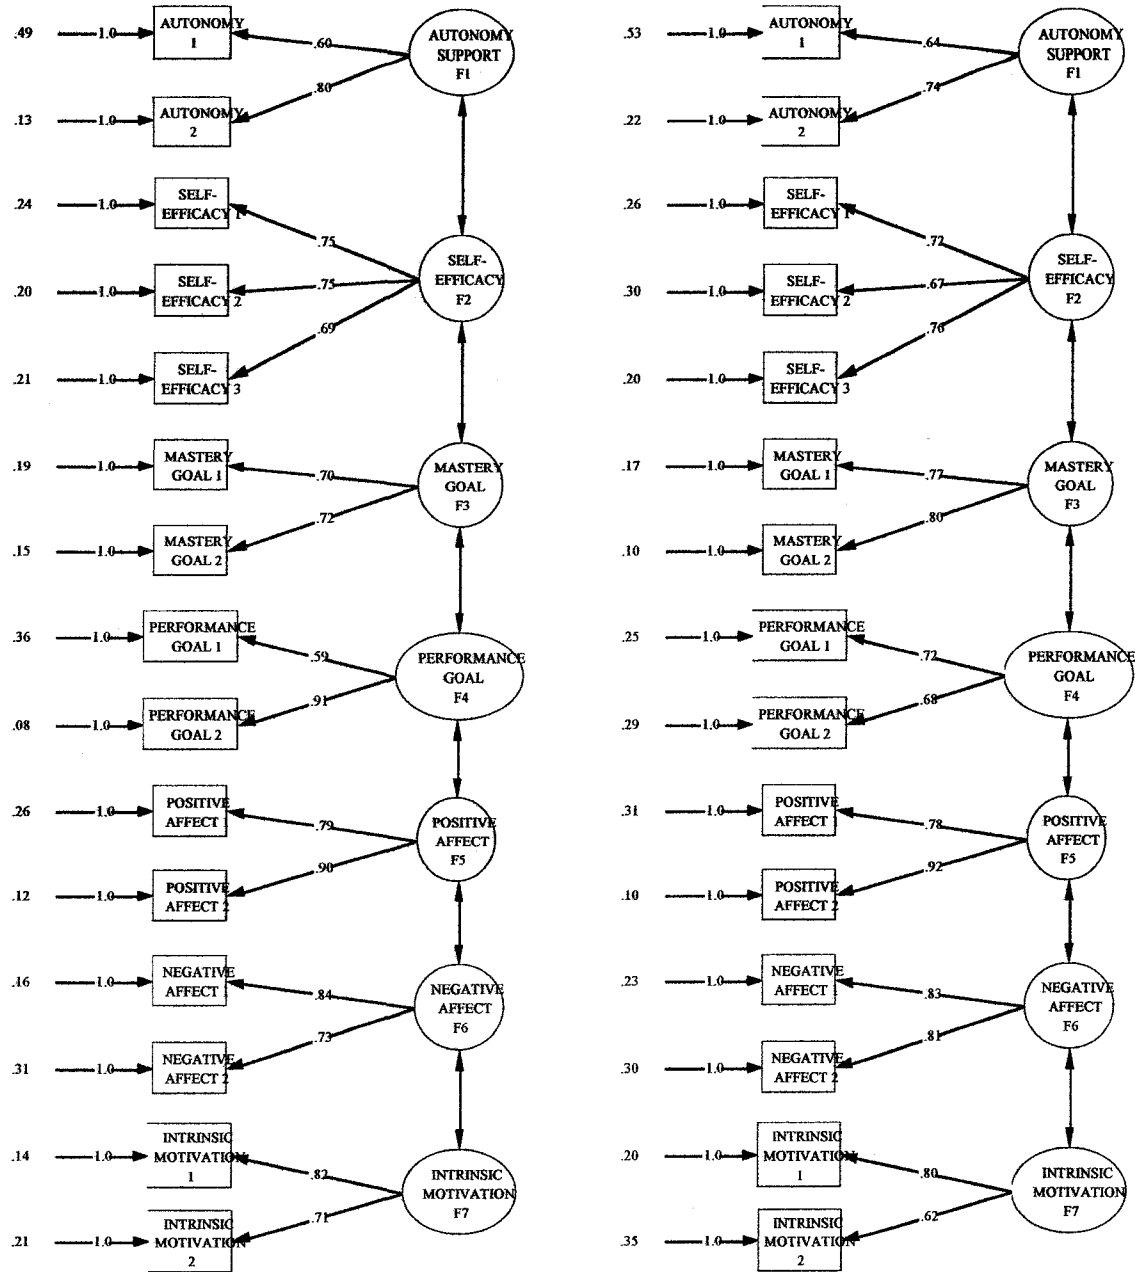 .49
1.0
AUTONOMY
1
.60
.13
1.0
AUTONOMY
2
.80
AUTONOMY
SUPPORT
F1
.24
1.0
SELF-
EFFICACY 1
.75
.20
1.0
SELF-
EFFICACY 2
.75
.21
1.0
SELF-
EFFICACY 3
.69
SELF-
EFFICACY
F2
.19
1.0
MASTERY
GOAL 1
.70
.15
1.0
MASTERY
GOAL 2
.72
MASTERY
GOAL
F3
.36
1.0
PERFORMANCE
GOAL 1
.59
.08
1.0
PERFORMANCE
GOAL 2
.91
PERFORMANCE
GOAL
F4
.26
1.0
POSITIVE
AFFECT 1
.79
.12
1.0
POSITIVE
AFFECT 2
.90
POSITIVE
AFFECT
F5
.16
1.0
NEGATIVE
AFFECT 1
.84
.31
1.0
NEGATIVE
AFFECT 2
.73
NEGATIVE
AFFECT
F6
.14
1.0
INTRINSIC
MOTIVATION
1
.82
.21
1.0
INTRINSIC
MOTIVATION
2
.71
INTRINSIC
MOTIVATION
F7
.53
1.0
AUTONOMY
1
.64
.22
1.0
AUTONOMY
2
.74
AUTONOMY
SUPPORT
F1
.26
1.0
SELF-
EFFICACY 1
.72
.30
1.0
SELF-
EFFICACY 2
.67
.20
1.0
SELF-
EFFICACY 3
.76
SELF-
EFFICACY
F2
.17
1.0
MASTERY
GOAL 1
.77
.10
1.0
MASTERY
GOAL 2
.80
MASTERY
GOAL
F3
.25
1.0
PERFORMANCE
GOAL 1
.72
.29
1.0
PERFORMANCE
GOAL 2
.68
PERFORMANCE
GOAL
F4
.31
1.0
POSITIVE
AFFECT 1
.78
.10
1.0
POSITIVE
AFFECT 2
.92
POSITIVE
AFFECT
F5
.23
1.0
NEGATIVE
AFFECT 1
.83
.30
1.0
NEGATIVE
AFFECT 2
.81
NEGATIVE
AFFECT
F6
.20
1.0
INTRINSIC
MOTIVATION
1
.80
.35
1.0
INTRINSIC
MOTIVATION
2
.62
INTRINSIC
MOTIVATION
F7